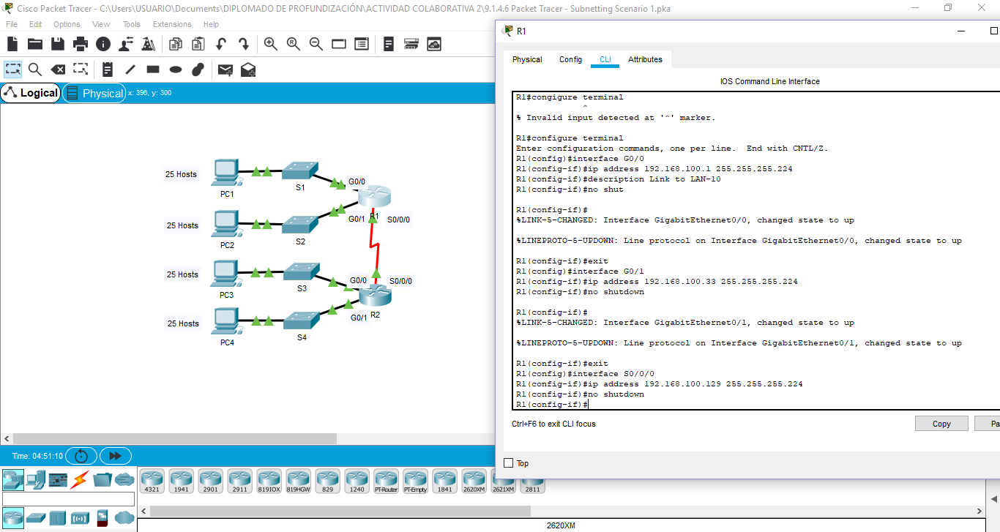 Cisco Packet Tracer - C:\Users\USUARIO\Documents\DIPLOMADO DE PROFUNDIZACIÓN\ACTIVIDAD COLABORATIVA 2\9.1.4.6 Packet Tracer - Subnetting Scenario 1.pka
File Edit Options View Tools Extensions Help
Logical Physical x: 396, y: 300
25 Hosts
PC1
S1
G0/0
25 Hosts
PC2
S2
G0/1
R1
S0/0/0
25 Hosts
PC3
S3
G0/0
S0/0/0
25 Hosts
PC4
S4
G0/1
R2
R1
Physical Config CLI Attributes
IOS Command Line Interface
R1#congigure terminal
^
% Invalid input detected at '^' marker.
R1#configure terminal
Enter configuration commands, one per line. End with CNTL/Z.
R1(config)#interface G0/0
R1(config-if)#ip address 192.168.100.1 255.255.255.224
R1(config-if)#description Link to LAN-10
R1(config-if)#no shut
R1(config-if)#
%LINK-5-CHANGED: Interface GigabitEthernet0/0, changed state to up
%LINEPROTO-5-UPDOWN: Line protocol on Interface GigabitEthernet0/0, changed state to up
R1(config-if)#exit
R1(config)#interface G0/1
R1(config-if)#ip address 192.168.100.33 255.255.255.224
R1(config-if)#no shutdown
R1(config-if)#
%LINK-5-CHANGED: Interface GigabitEthernet0/1, changed state to up
%LINEPROTO-5-UPDOWN: Line protocol on Interface GigabitEthernet0/1, changed state to up
R1(config-if)#exit
R1(config)#interface S0/0/0
R1(config-if)#ip address 192.168.100.129 255.255.255.224
R1(config-if)#no shutdown
R1(config-if)#
Ctrl+F6 to exit CLI focus
Copy
Pa
Top
Time: 04:51:10
4321 1941 2901 2911 819IOX 819HGW 829 1240 PT-Router PT-Empty 1841 2620XM 2621XM 2811
2620XM